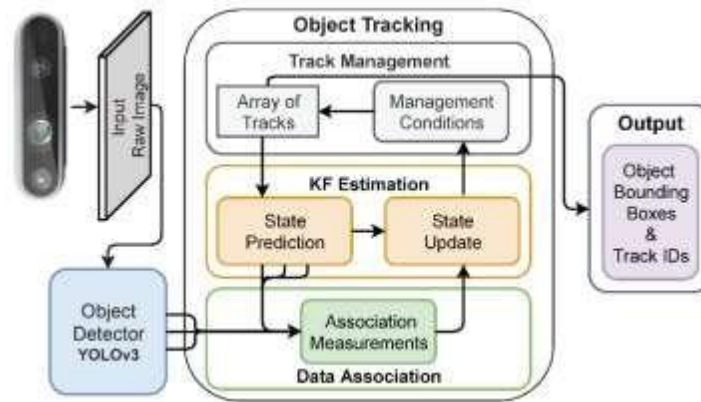 Object Tracking
Track Management
Array of
Tracks
Management
Conditions
Input
Raw Image
Output
Object
Bounding
Boxes
&
Track IDs
KF Estimation
State
Prediction
State
Update
Object
Detector
YOLOv3
Association
Measurements
Data Association